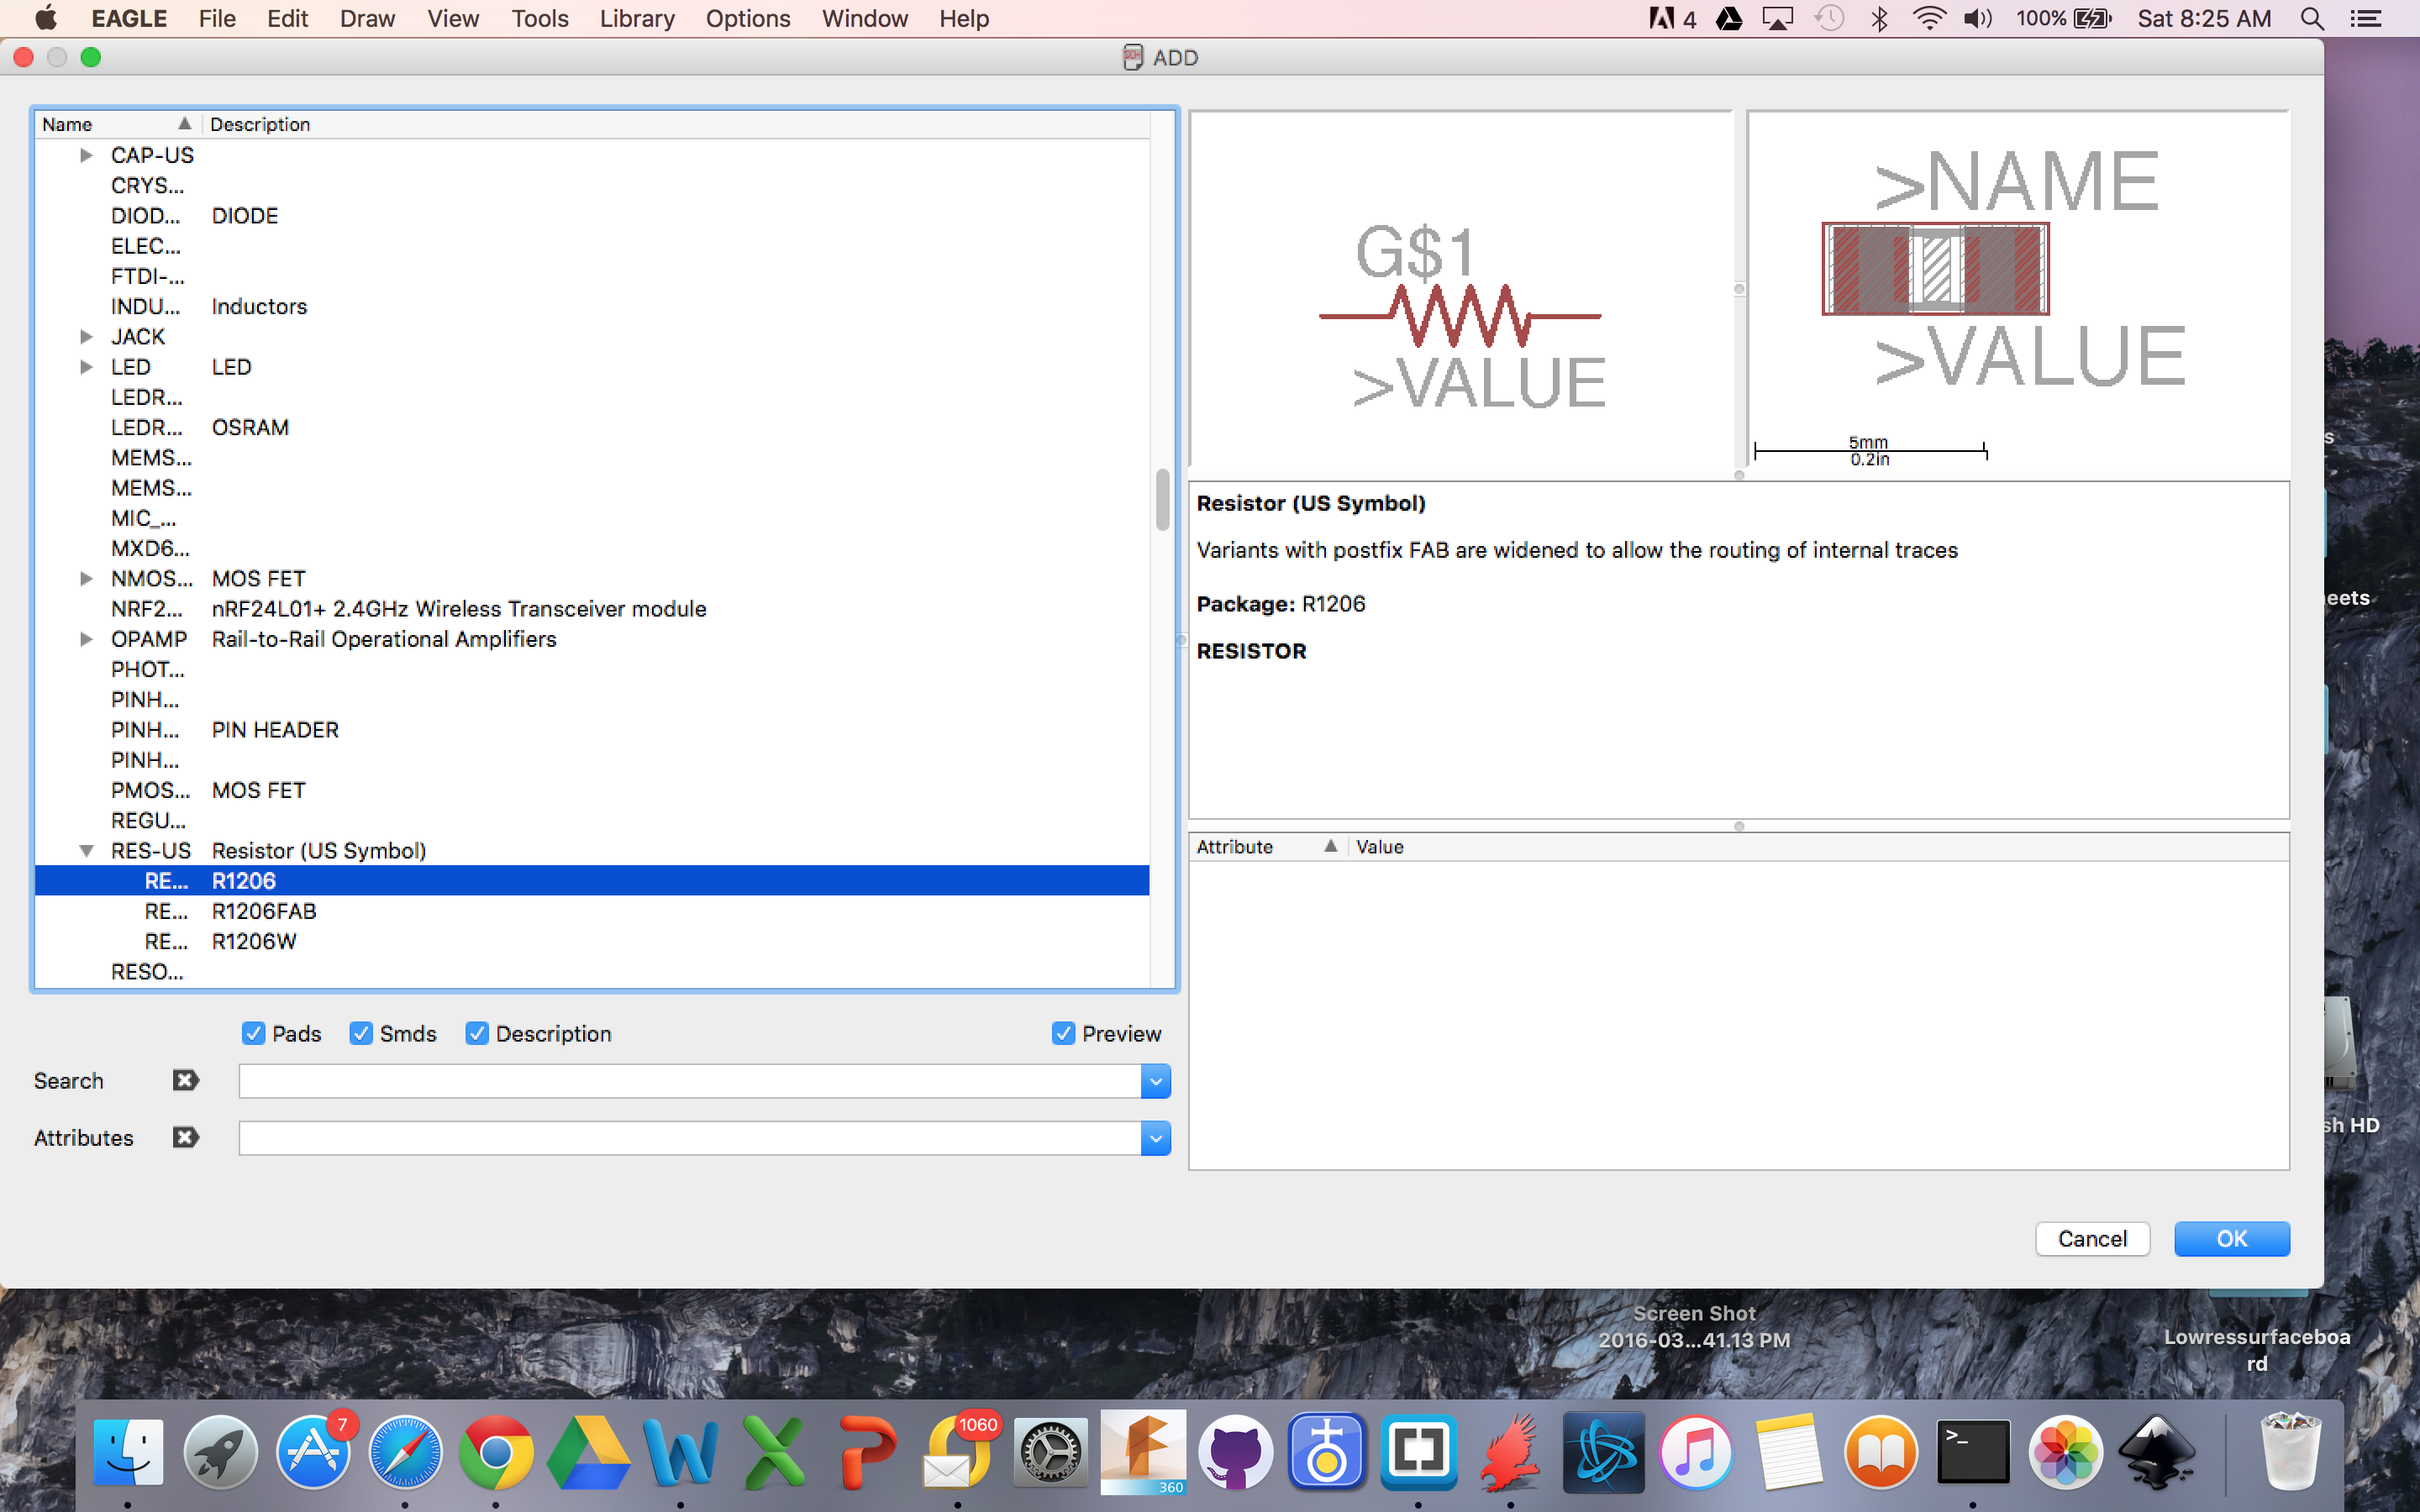 EAGLE File Edit Draw View Tools Library Options Window Help 4 100% Sat 8:25 AM
ADD
Name Description
CAP-US
CRYS...
DIOD... DIODE
ELEC...
FTDI-...
INDU... Inductors
JACK
LED LED
LEDR...
LEDR... OSRAM
MEMS...
MEMS...
MIC_...
MXD6...
NMOS... MOS FET
NRF2... nRF24L01+ 2.4GHz Wireless Transceiver module
OPAMP Rail-to-Rail Operational Amplifiers
PHOT...
PINH...
PINH... PIN HEADER
PINH...
PMOS... MOS FET
REGU...
RES-US Resistor (US Symbol)
RE... R1206
RE... R1206FAB
RE... R1206W
RESO...
Pads Smds Description Preview
Search
Attributes
G$1
>VALUE
>NAME
>VALUE
5mm
0.2in
Resistor (US Symbol)
Variants with postfix FAB are widened to allow the routing of internal traces
Package: R1206
RESISTOR
Attribute Value
Cancel OK
s
eets
sh HD
Screen Shot
2016-03...41.13 PM
Lowressurfaceboa
rd
7
1060
360
>_